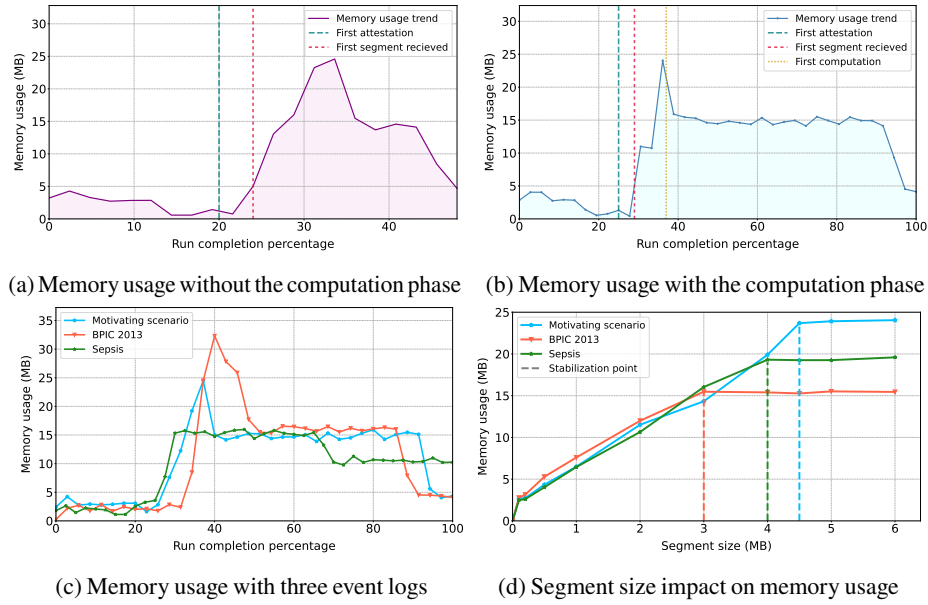 Memory usage (MB)
30
25
20
15
10
5
0
0
10
20
30
40
Run completion percentage
Memory usage trend
First attestation
First segment recieved
(a) Memory usage without the computation phase
Memory usage (MB)
30
25
20
15
10
5
0
0
20
40
60
80
100
Run completion percentage
Memory usage trend
First attestation
First segment recieved
First computation
(b) Memory usage with the computation phase
Memory usage (MB)
35
30
25
20
15
10
5
0
0
20
40
60
80
100
Run completion percentage
Motivating scenario
BPIC 2013
Sepsis
(c) Memory usage with three event logs
Memory usage (MB)
25
20
15
10
5
0
0
1
2
3
4
5
6
Segment size (MB)
Motivating scenario
BPIC 2013
Sepsis
Stabilization point
(d) Segment size impact on memory usage